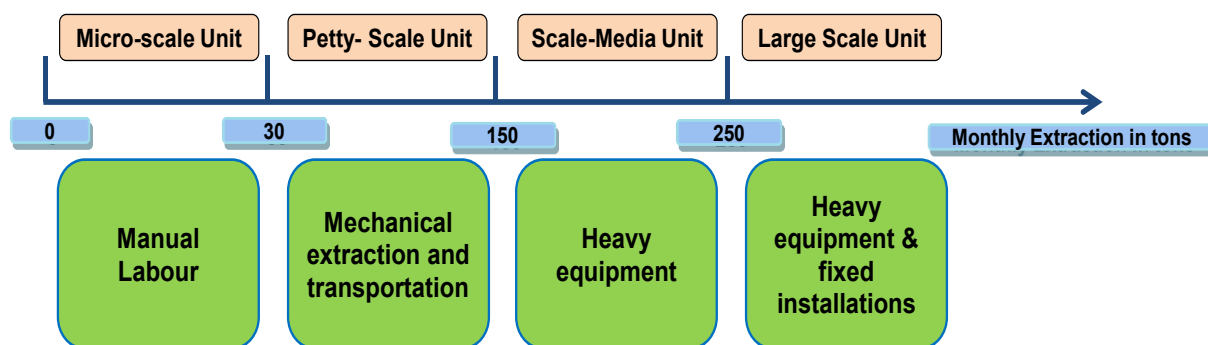 Micro-scale Unit
Petty- Scale Unit
Scale-Media Unit
Large Scale Unit
0
30
150
250
Monthly Extraction in tons
Manual
Labour
Mechanical
extraction and
transportation
Heavy
equipment
Heavy
equipment &
fixed
installations